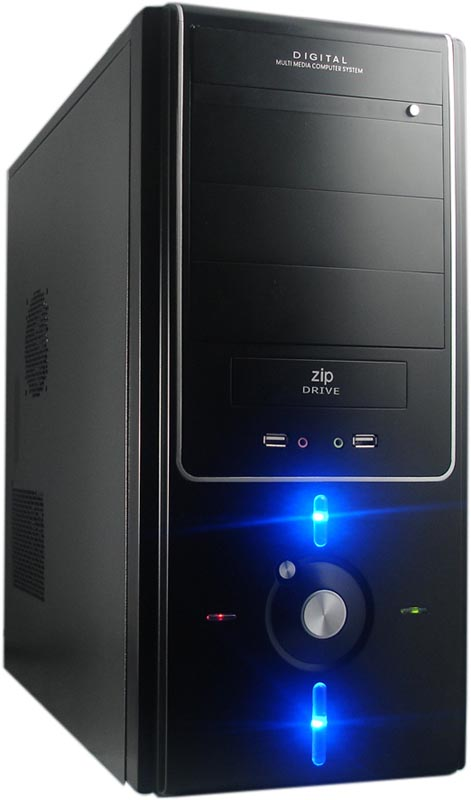 DIGITAL
MULTI MEDIA COMPUTER SYSTEM
zip
DRIVE